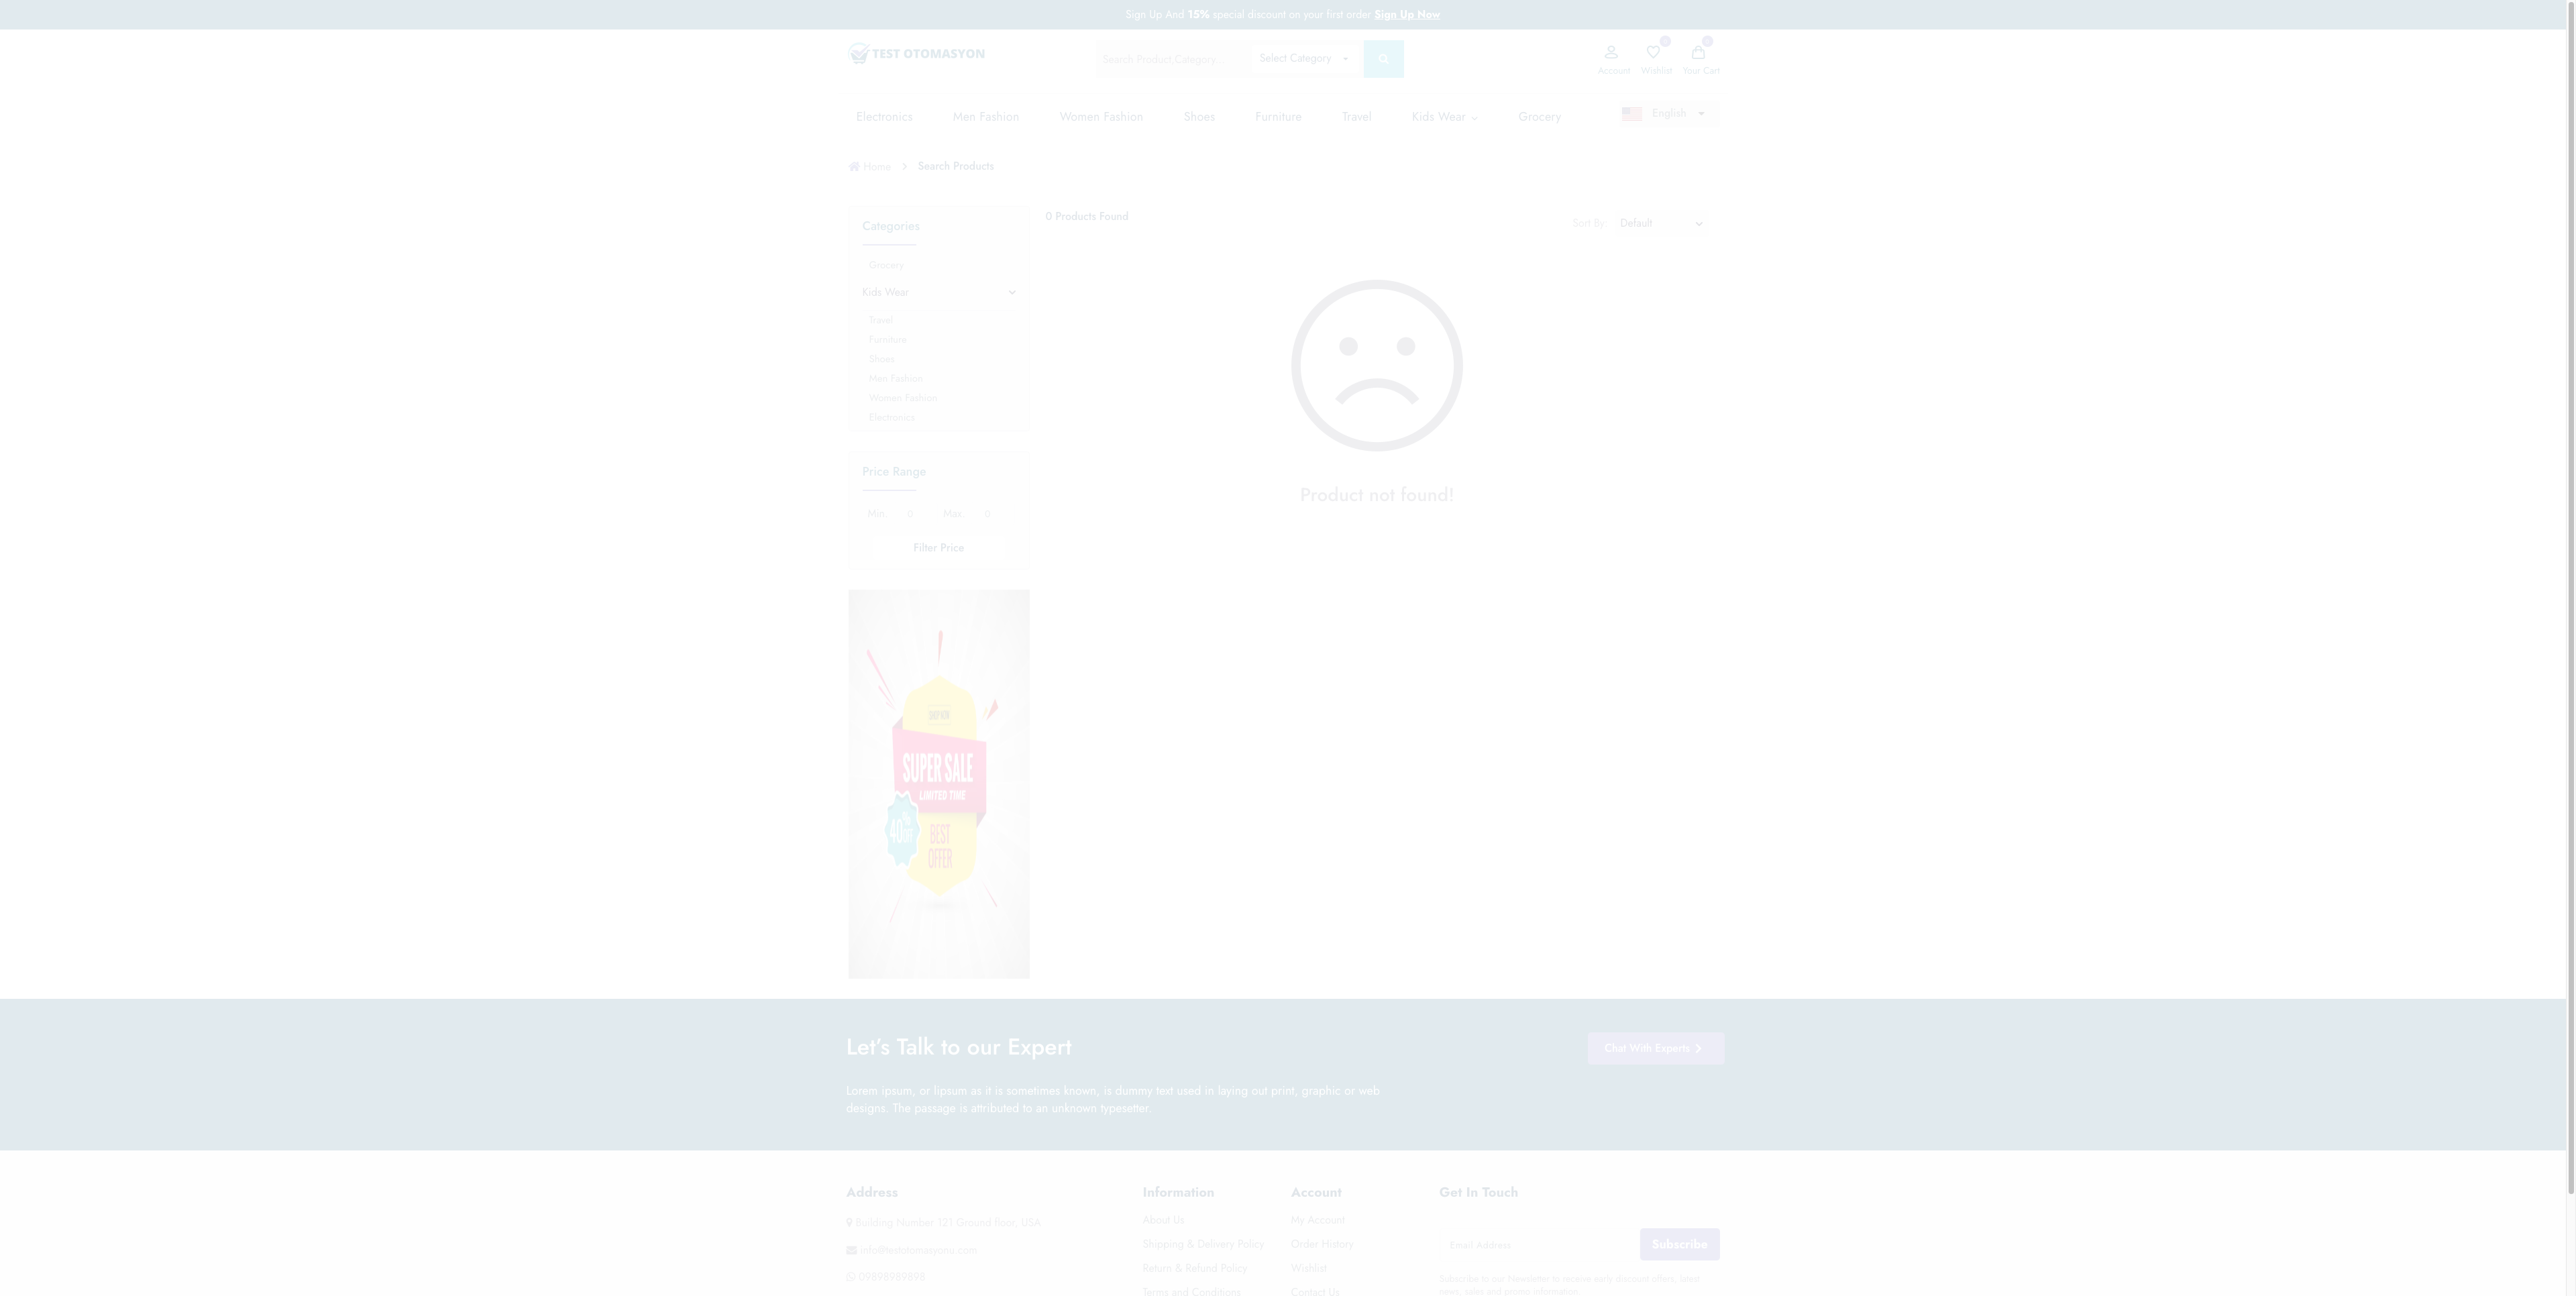 Sign Up And 15% special discount on your first order Sign Up Now
TEST OTOMASYON
Search Product,Category...
Select Category
0
0
Account
Wishlist
Your Cart
Electronics
Men Fashion
Women Fashion
Shoes
Furniture
Travel
Kids Wear
Grocery
English
Home
Search Products
Categories
Grocery
Kids Wear
Travel
Furniture
Shoes
Men Fashion
Women Fashion
Electronics
0 Products Found
Sort By:
Default
Product not found!
Price Range
Min.
0
Max.
0
Filter Price
SHOP NOW
SUPER SALE
LIMITED TIME
40% OFF
BEST
OFFER
Let's Talk to our Expert
Chat With Experts
Lorem ipsum, or lipsum as it is sometimes known, is dummy text used in laying out print, graphic or web
designs. The passage is attributed to an unknown typesetter.
Address
Building Number 121 Ground floor, USA
info@testotomasyonu.com
09898989898
Information
About Us
Shipping & Delivery Policy
Return & Refund Policy
Terms and Conditions
Account
My Account
Order History
Wishlist
Contact Us
Get In Touch
Email Address
Subscribe
Subscribe to our Newsletter to receive early discount offers, latest
news, sales and promo information.